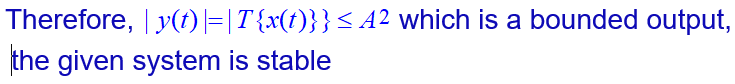 Therefore, | y(t) |=| T{x(t)}} ≤ A2 which is a bounded output,
the given system is stable